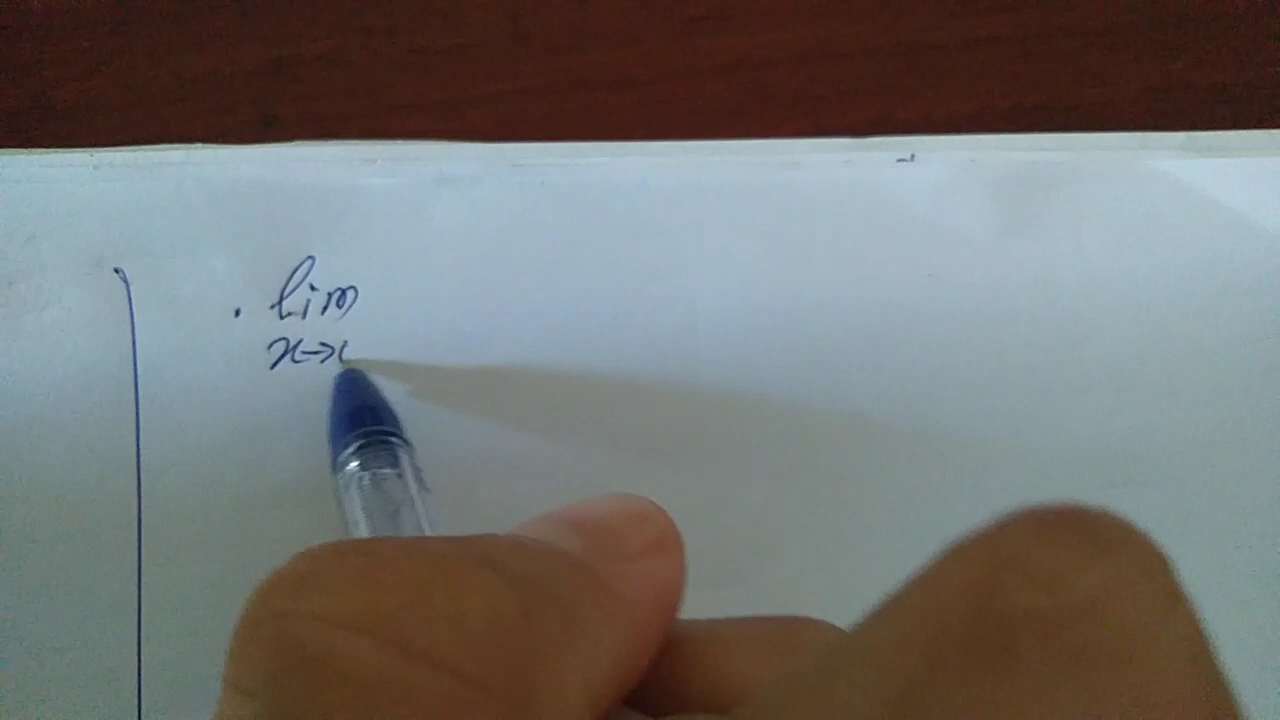 . lim
x→